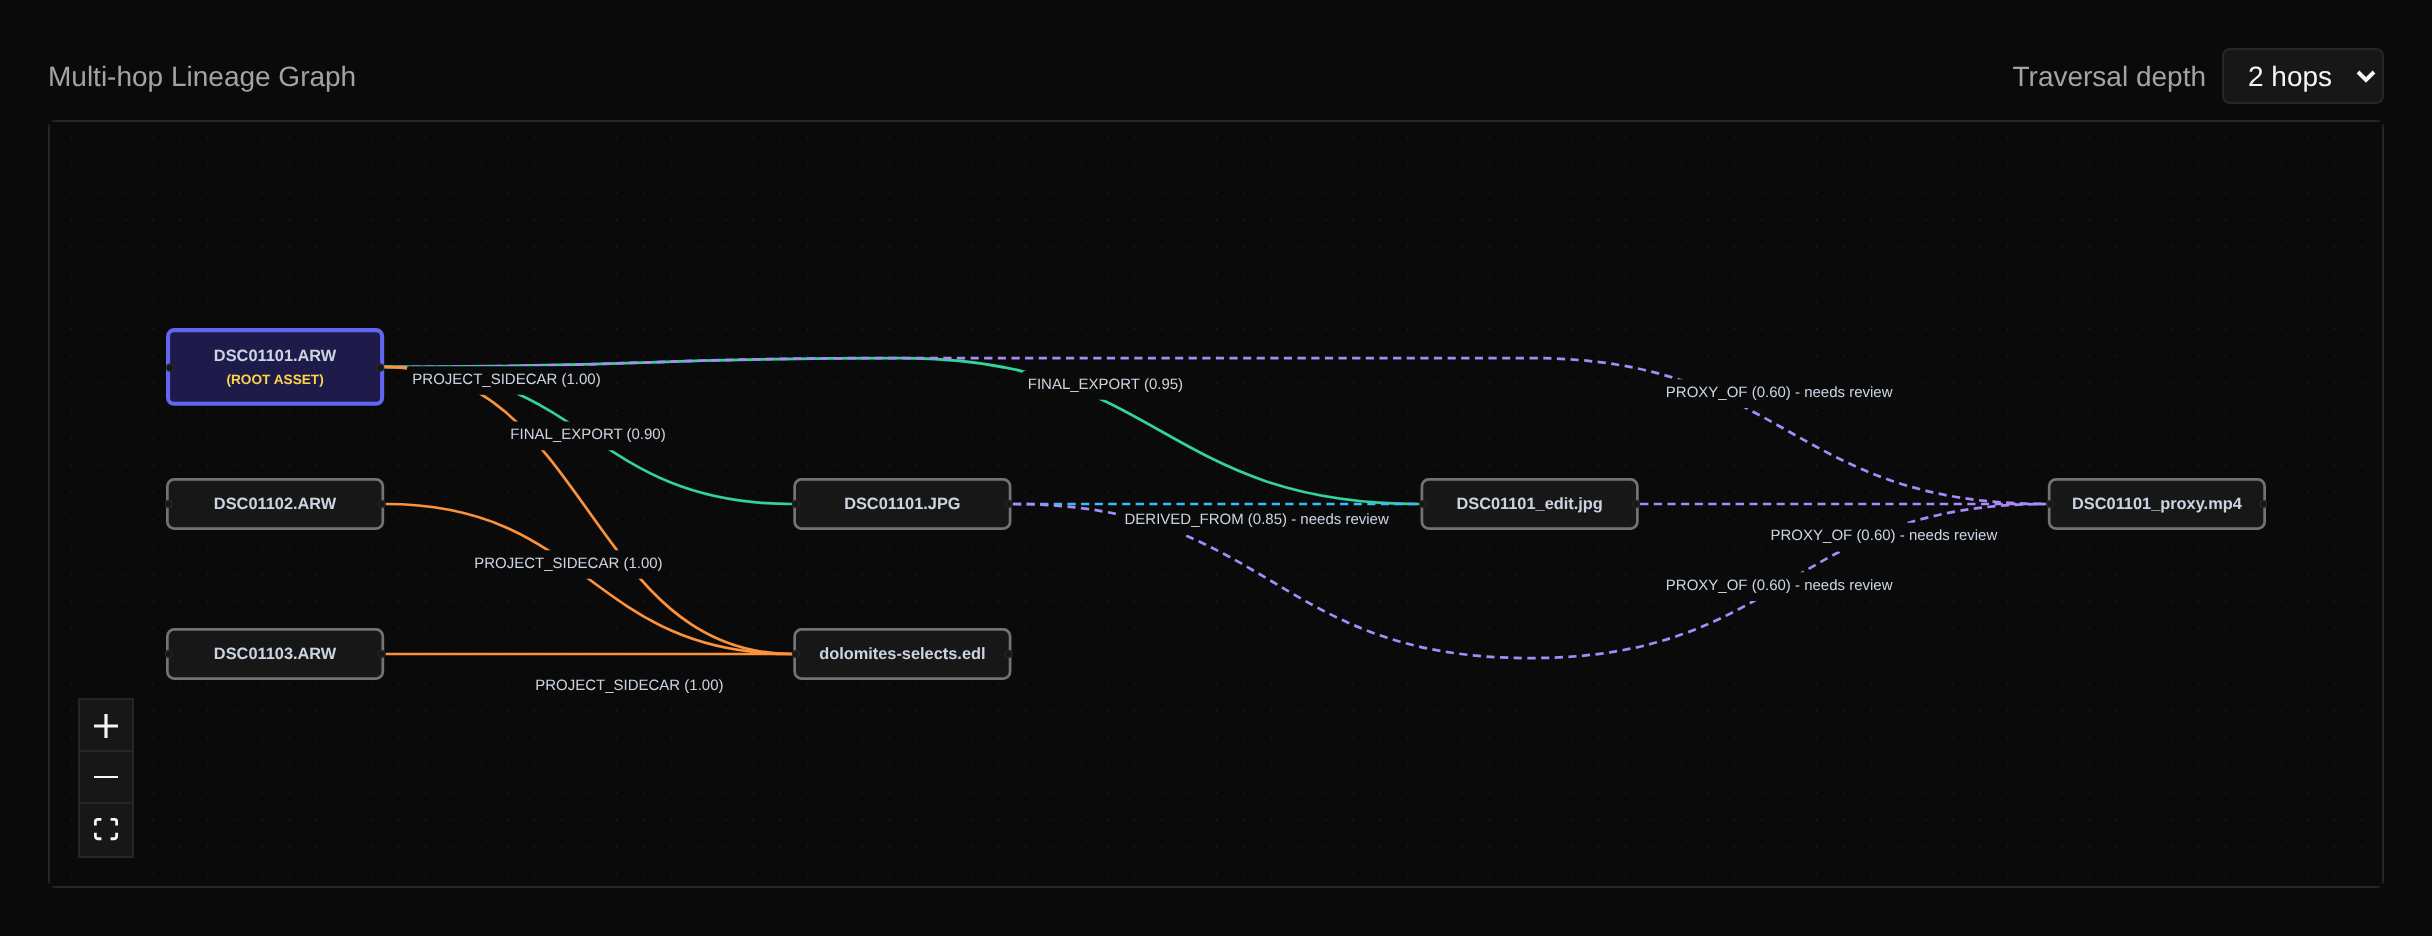 Multi-hop Lineage Graph
Traversal depth
2 hops
DSC01101.ARW
(ROOT ASSET)
PROJECT_SIDECAR (1.00)
FINAL_EXPORT (0.95)
PROXY_OF (0.60) - needs review
FINAL_EXPORT (0.90)
DSC01102.ARW
DSC01101.JPG
DERIVED_FROM (0.85) - needs review
DSC01101_edit.jpg
DSC01101_proxy.mp4
PROXY_OF (0.60) - needs review
PROJECT_SIDECAR (1.00)
PROXY_OF (0.60) - needs review
DSC01103.ARW
dolomites-selects.edl
PROJECT_SIDECAR (1.00)